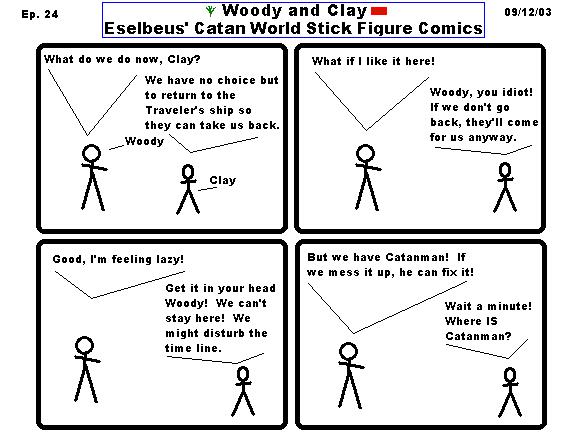 Ep. 24
Woody and Clay
09/12/03
Eselbeus' Catan World Stick Figure Comics
What do we do now, Clay?
We have no choice but
to return to the
Traveler's ship so
they can take us back.
Woody
Clay
What if I like it here!
Woody, you idiot!
If we don't go
back, they'll come
for us anyway.
Good, I'm feeling lazy!
Get it in your head
Woody! We can't
stay here! We
might disturb the
time line.
But we have Catanman! If
we mess it up, he can fix it!
Wait a minute!
Where IS
Catanman?